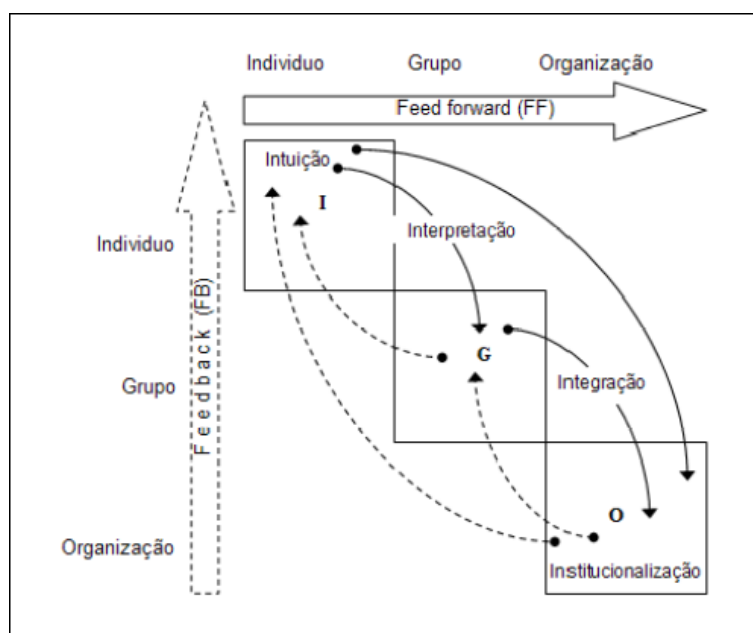 Individuo Grupo Organização
Feed forward (FF)
Intuição
I
Interpretação
Individuo
Feedback (FB)
G
Grupo
Integração
O
Organização
Institucionalização